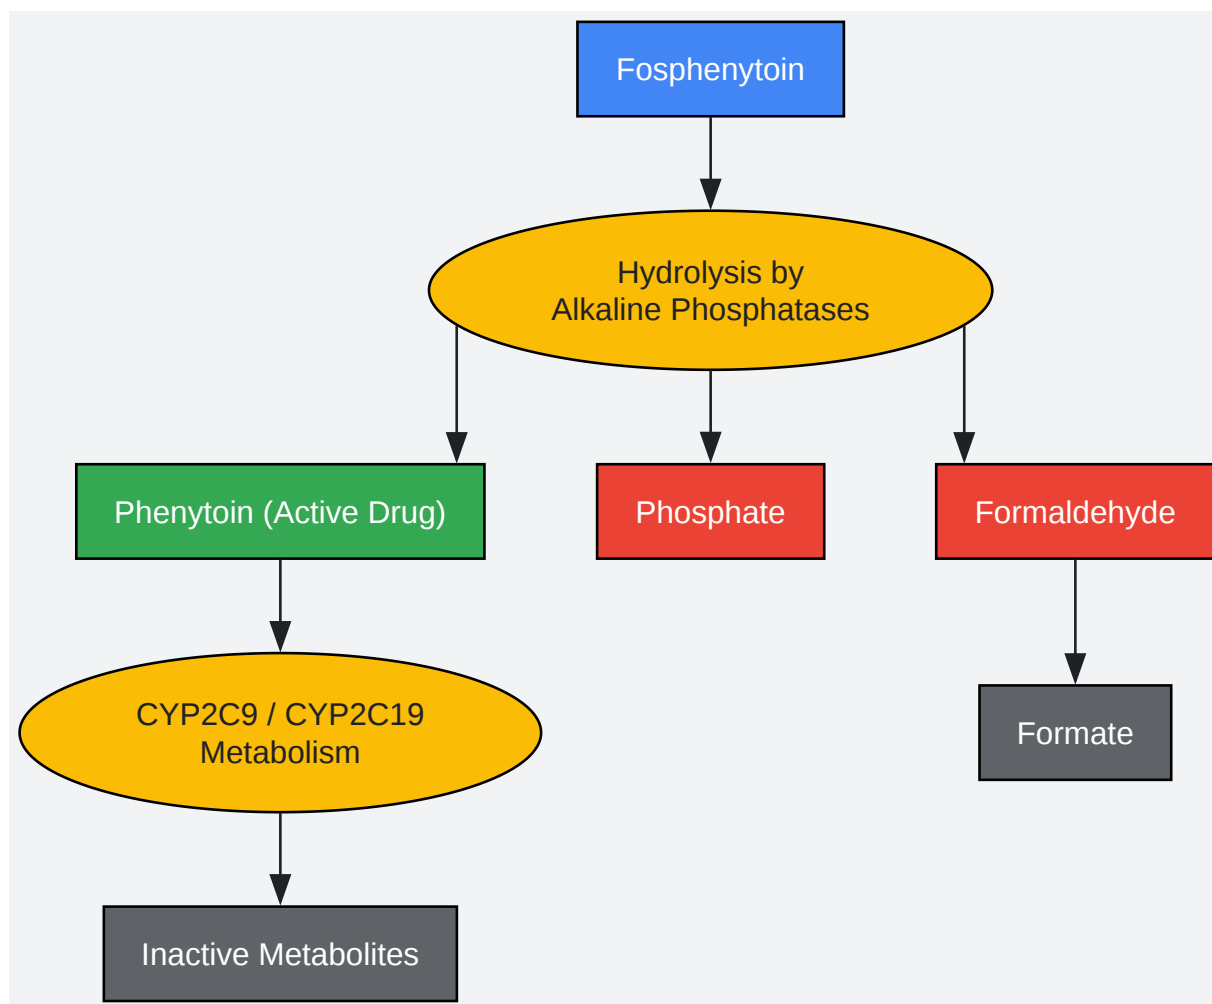 Fosphenytoin
Hydrolysis by
Alkaline Phosphatases
Phenytoin (Active Drug)
Phosphate
Formaldehyde
CYP2C9 / CYP2C19
Metabolism
Formate
Inactive Metabolites